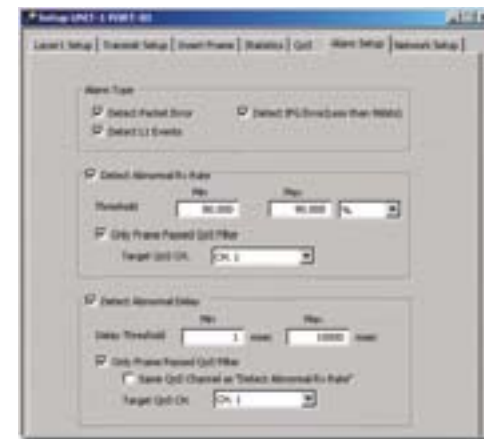 Setup UNIT-1 PORT-01
Layer1 Setup Transmit Setup Insert Frame Statistics QoS Alarm Setup Network Setup
Alarm Type
Detect Packet Error Detect IPG Error(Less than 96bits)
Detect L1 Events
Detect Abnormal Rx Rate
Min Max
Threshold 80.000 90.000 %
Only Frame Passed QoS Filter
Target QoS CH. CH. 1
Detect Abnormal Delay
Min Max
Delay Threshold 1 msec 10000 msec
Only Frame Passed QoS Filter
Same QoS Channel as "Detect Abnormal Rx Rate"
Target QoS CH. CH. 1